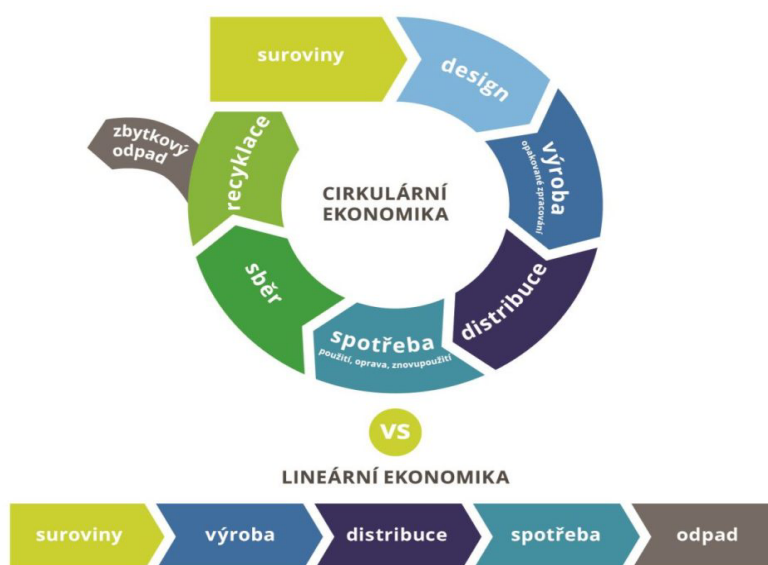 suroviny
design
výroba
opakované zpracování
distribuce
spotřeba
použití, oprava, znovupoužití
sběr
recyklace
zbytkový
odpad
CIRKULÁRNÍ
EKONOMIKA
VS
LINEÁRNÍ EKONOMIKA
suroviny
výroba
distribuce
spotřeba
odpad